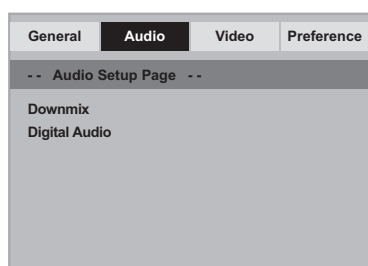 General Audio Video Preference
-- Audio Setup Page --
Downmix
Digital Audio